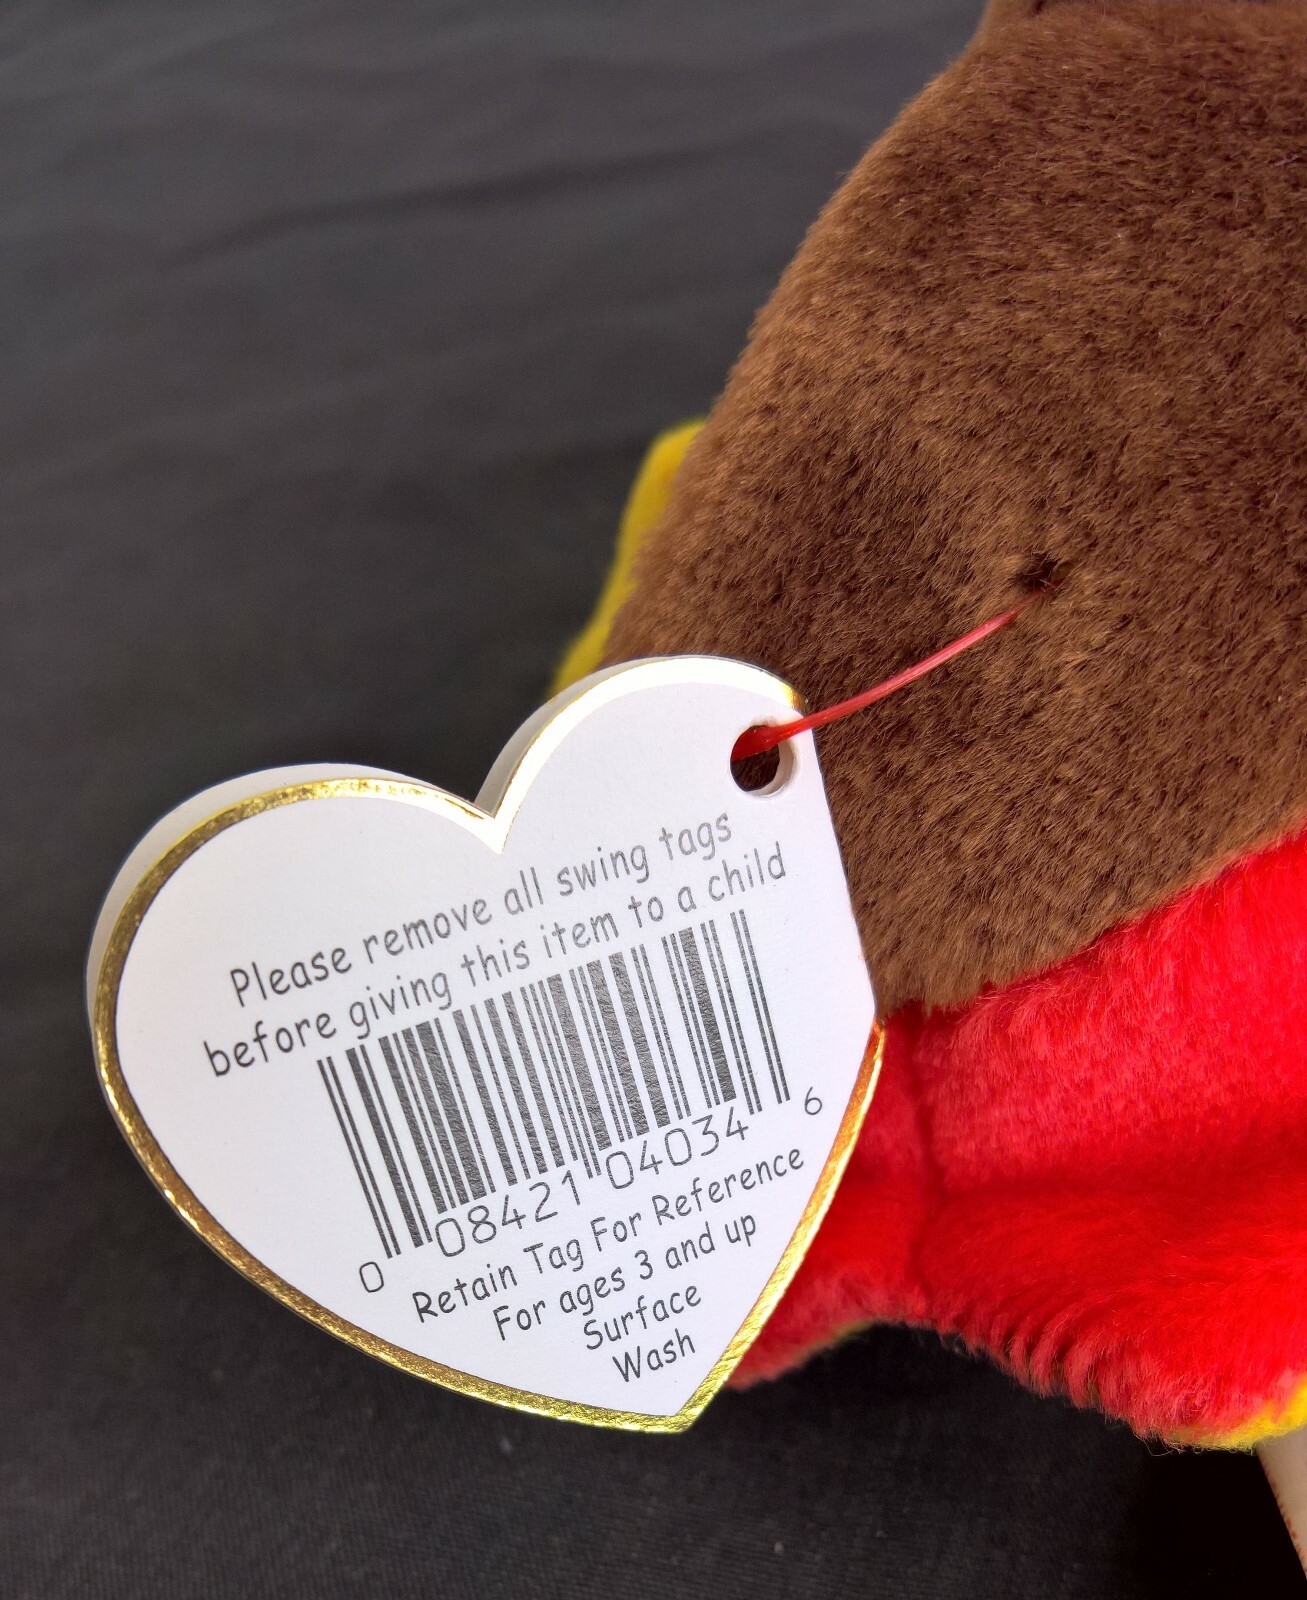 Please remove all swing tags
before giving this item to a child
0 08421 04034 6
Retain Tag For Reference
For ages 3 and up
Surface
Wash